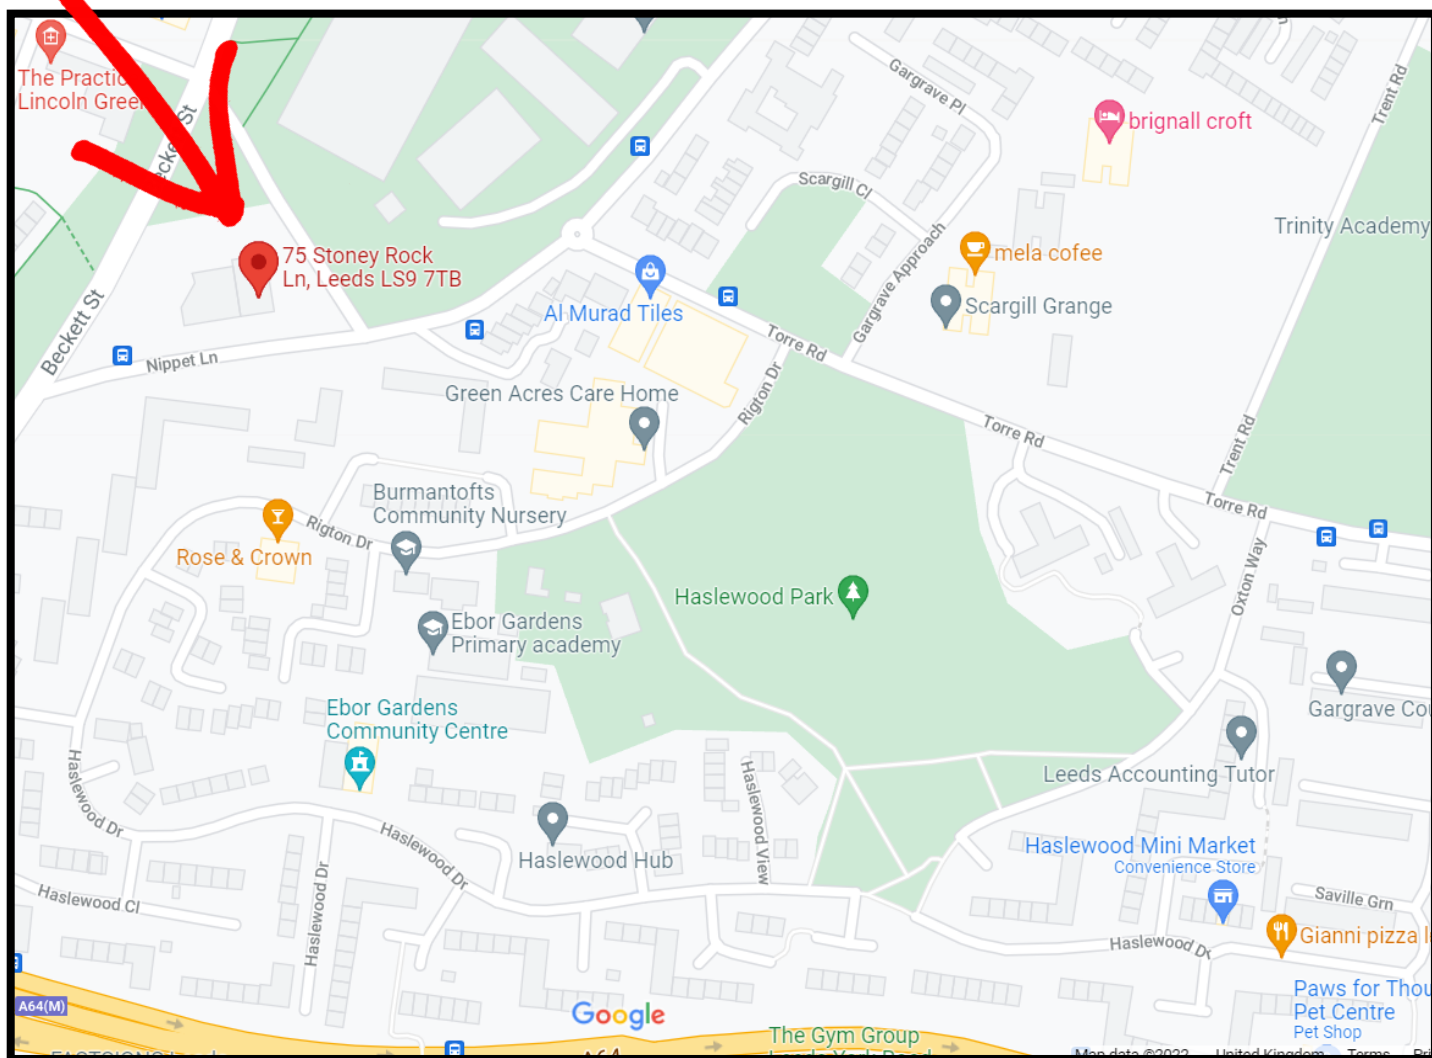 The Practic
Lincoln Gree
Beckett St
75 Stoney Rock
Ln, Leeds LS9 7TB
Beckett St
Nippet Ln
Gargrave Pl
Scargill Cl
Gargrave Approach
brignall croft
Trent Rd
Trinity Academy
mela cofee
Scargill Grange
Al Murad Tiles
Torre Rd
Rigton Dr
Green Acres Care Home
Torre Rd
Trent Rd
Torre Rd
Burmantofts
Community Nursery
Rigton Dr
Rose & Crown
Oxton Way
Haslewood Park
Ebor Gardens
Primary academy
Ebor Gardens
Community Centre
Gargrave Cou
Leeds Accounting Tutor
Haslewood Dr
Haslewood View
Haslewood Dr
Haslewood Hub
Haslewood Mini Market
Convenience Store
Haslewood Cl
Haslewood Dr
Saville Grn
Haslewood Dr
Gianni pizza l
A64(M)
Google
Paws for Thou
Pet Centre
Pet Shop
The Gym Group
A64
Map data ©2022
United Kingdom
Terms